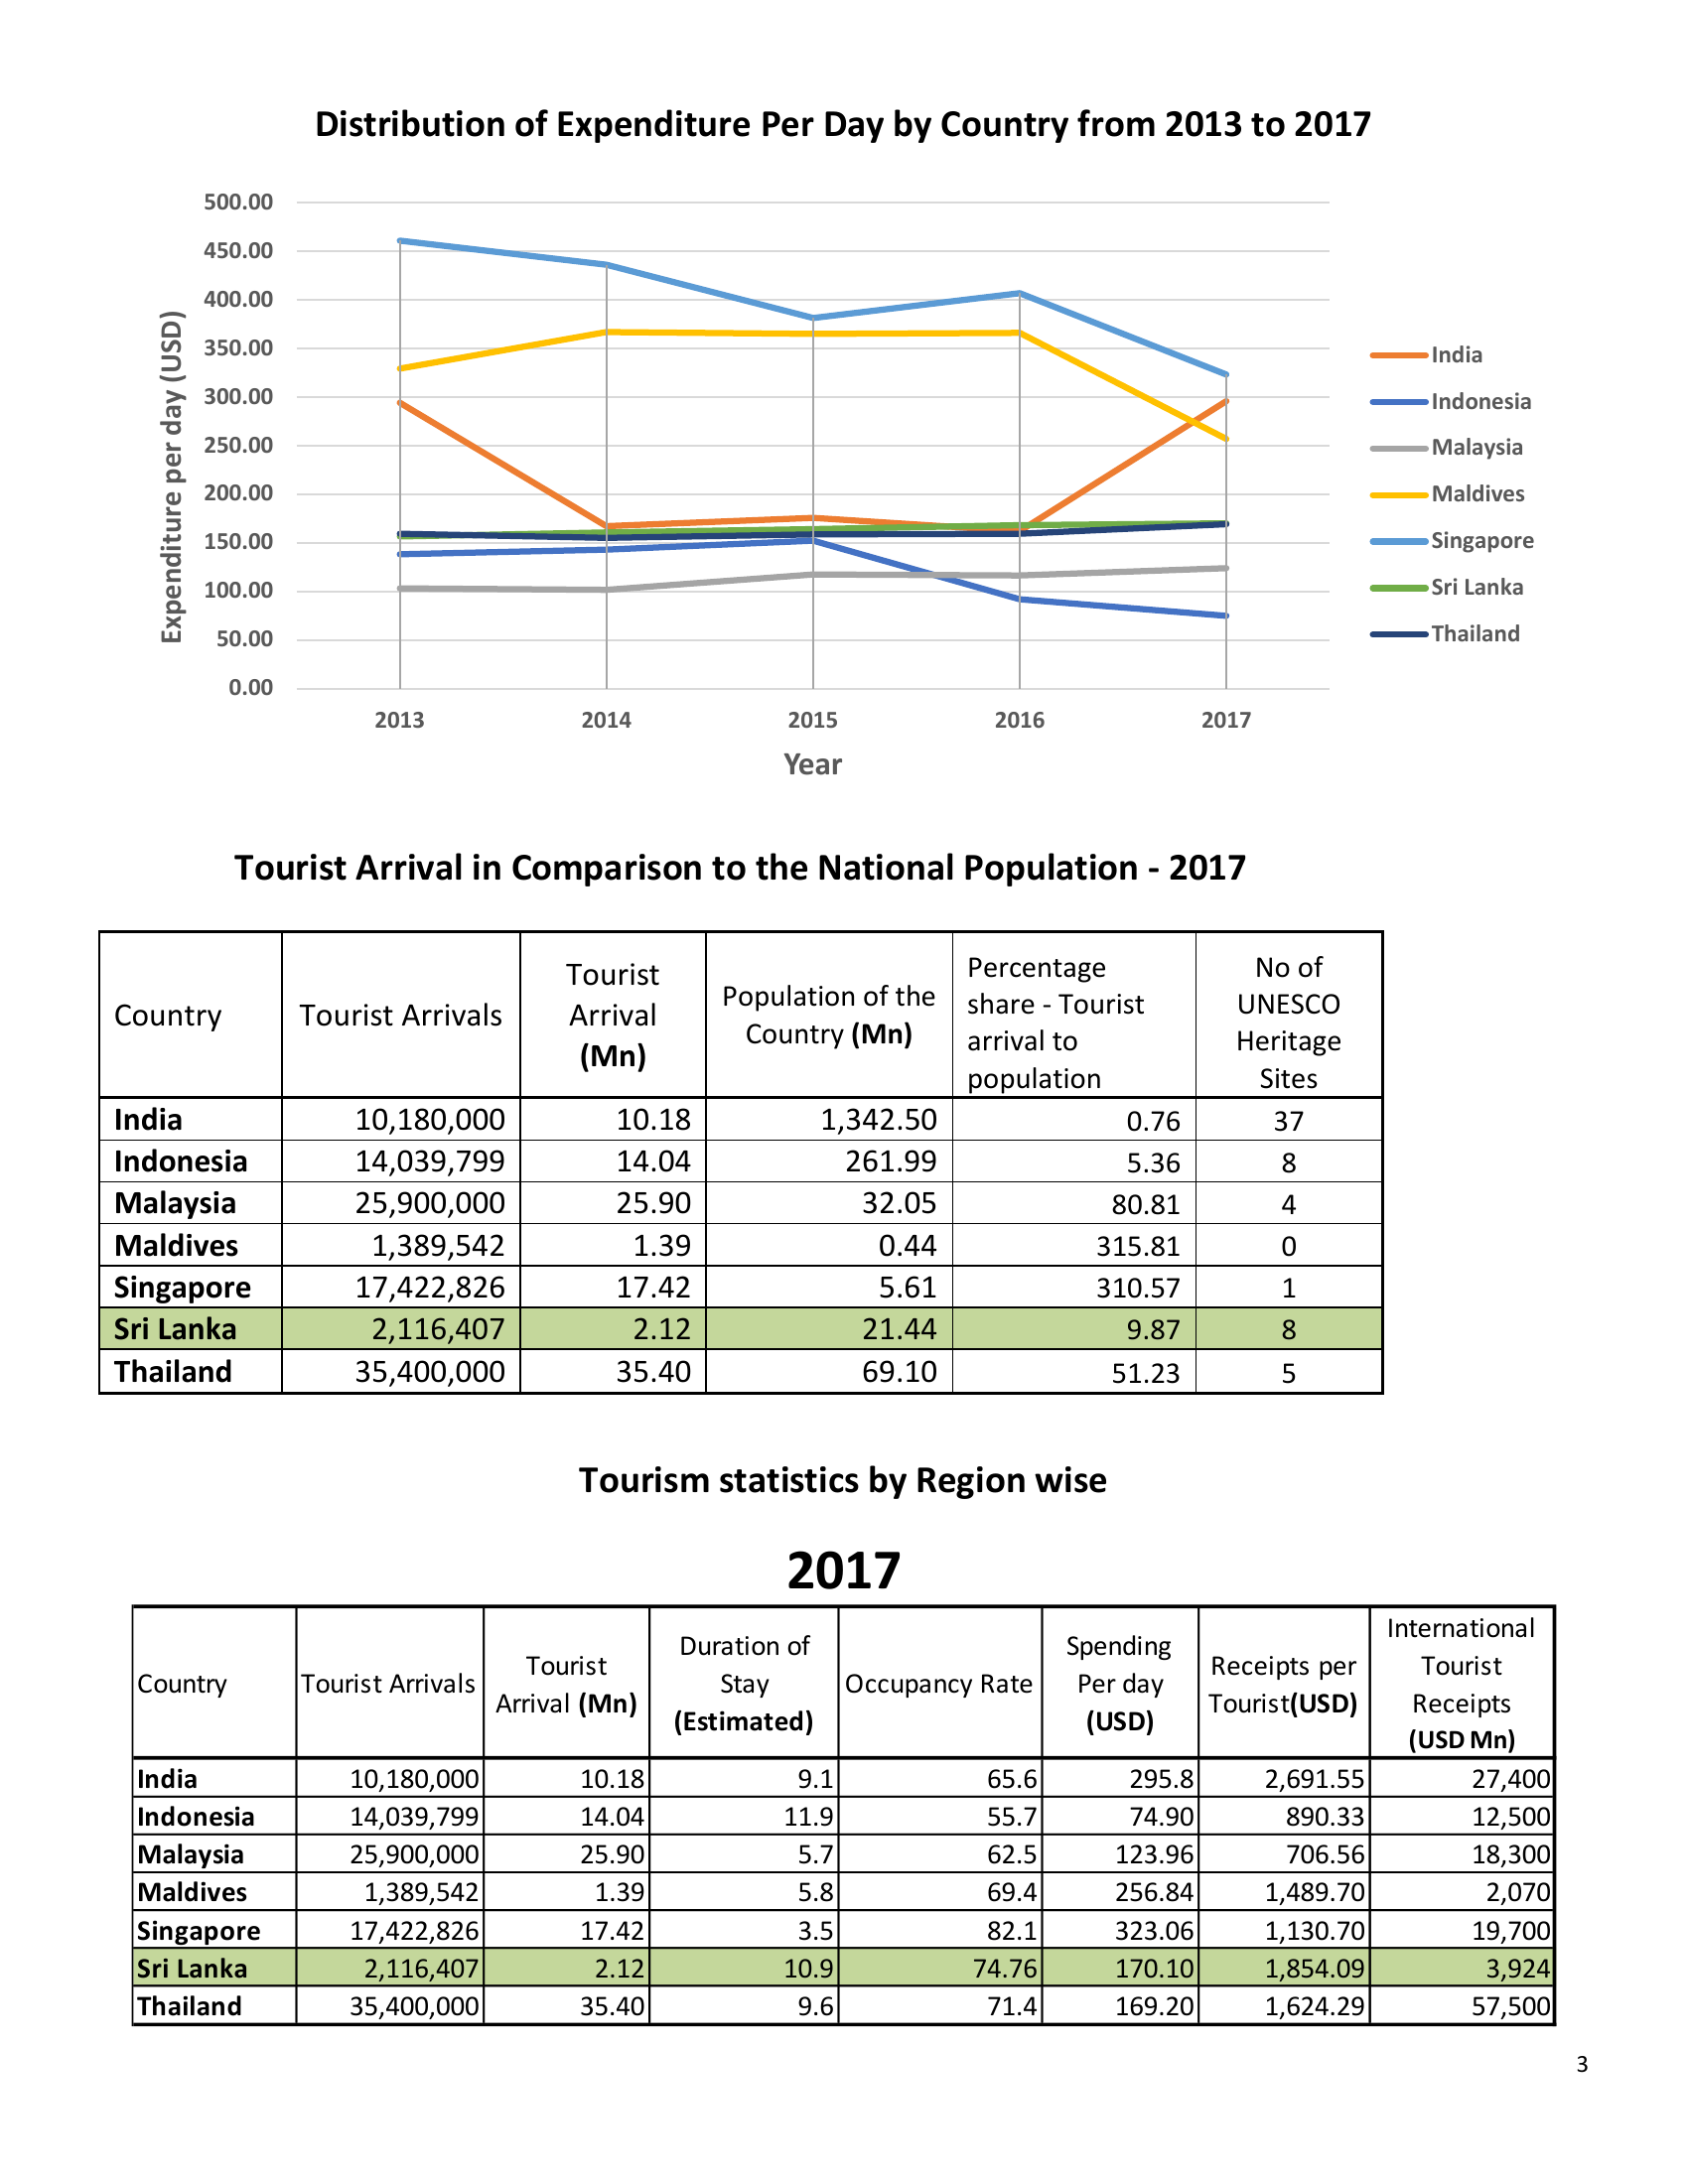 Distribution of Expenditure Per Day by Country from 2013 to 2017
500.00
450.00
400.00
350.00
300.00
250.00
200.00
150.00
100.00
50.00
0.00
Expenditure per day (USD)
2013 2014 2015 2016 2017
Year
India
Indonesia
Malaysia
Maldives
Singapore
Sri Lanka
Thailand
Tourist Arrival in Comparison to the National Population - 2017
Country Tourist Arrivals Tourist Arrival (Mn) Population of the Country (Mn) Percentage share - Tourist arrival to population No of UNESCO Heritage Sites
India 10,180,000 10.18 1,342.50 0.76 37
Indonesia 14,039,799 14.04 261.99 5.36 8
Malaysia 25,900,000 25.90 32.05 80.81 4
Maldives 1,389,542 1.39 0.44 315.81 0
Singapore 17,422,826 17.42 5.61 310.57 1
Sri Lanka 2,116,407 2.12 21.44 9.87 8
Thailand 35,400,000 35.40 69.10 51.23 5
Tourism statistics by Region wise
2017
Country Tourist Arrivals Tourist Arrival (Mn) Duration of Stay (Estimated) Occupancy Rate Spending Per day (USD) Receipts per Tourist(USD) International Tourist Receipts (USD Mn)
India 10,180,000 10.18 9.1 65.6 295.8 2,691.55 27,400
Indonesia 14,039,799 14.04 11.9 55.7 74.90 890.33 12,500
Malaysia 25,900,000 25.90 5.7 62.5 123.96 706.56 18,300
Maldives 1,389,542 1.39 5.8 69.4 256.84 1,489.70 2,070
Singapore 17,422,826 17.42 3.5 82.1 323.06 1,130.70 19,700
Sri Lanka 2,116,407 2.12 10.9 74.76 170.10 1,854.09 3,924
Thailand 35,400,000 35.40 9.6 71.4 169.20 1,624.29 57,500
3